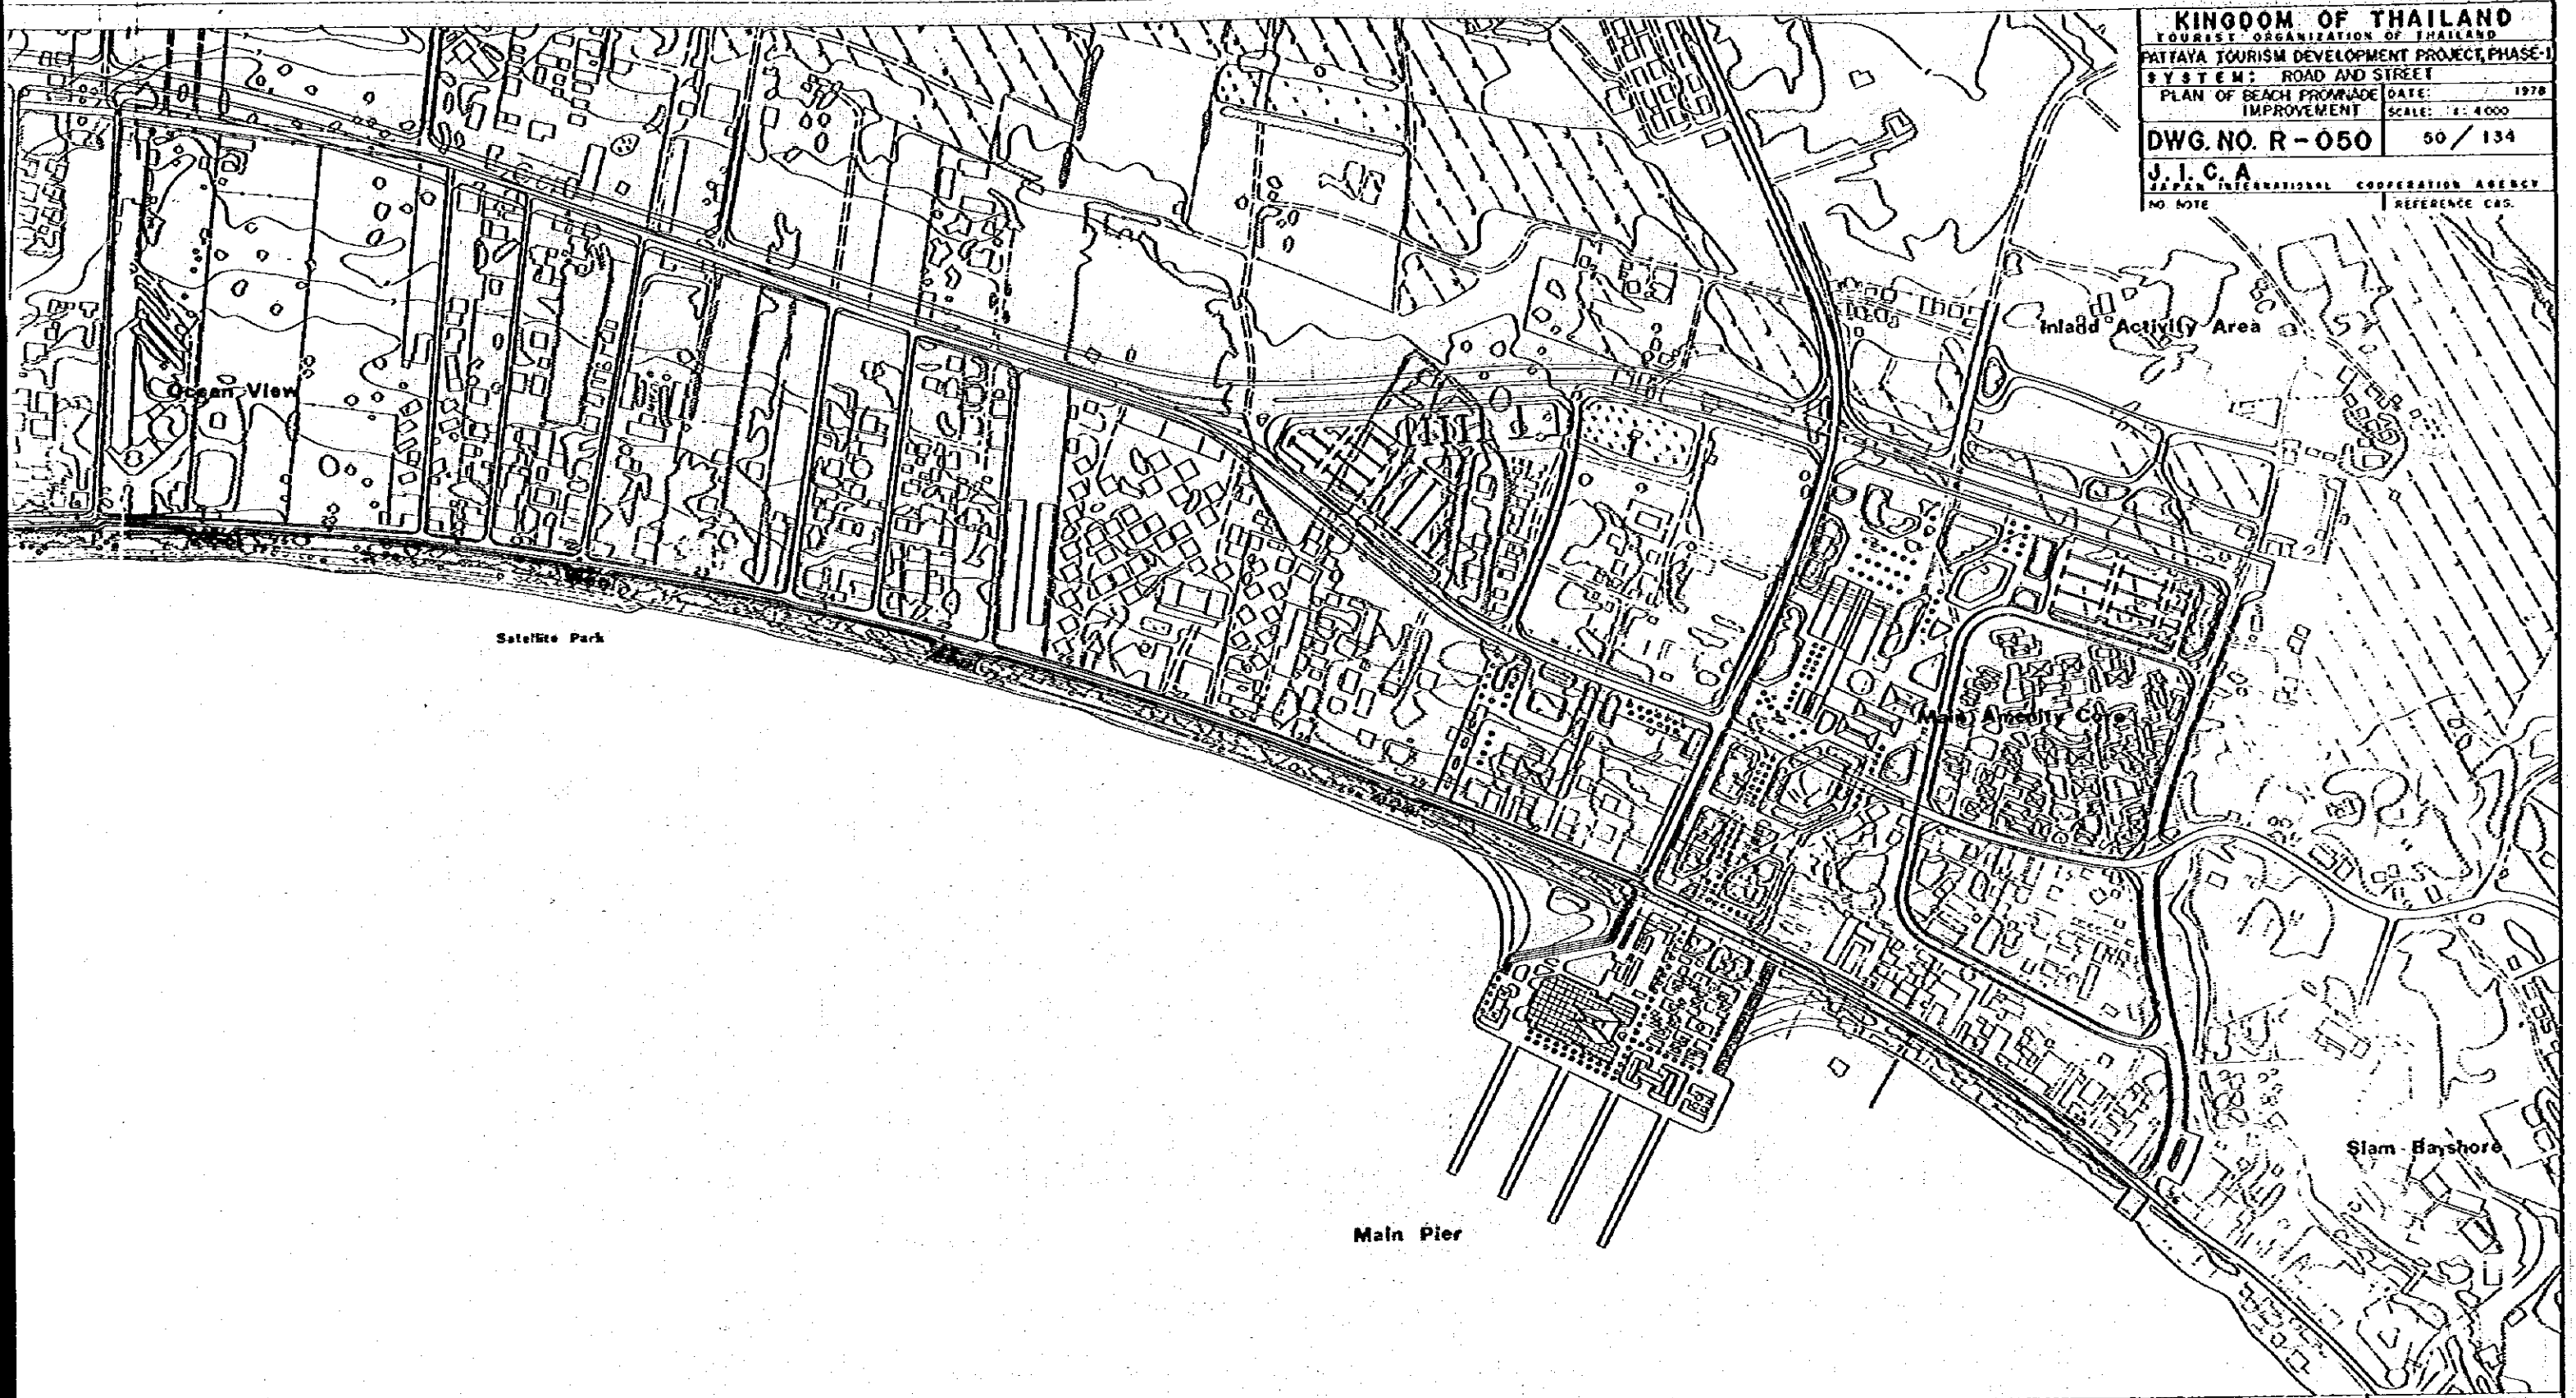 KINGDOM OF THAILAND
TOURIST ORGANIZATION OF THAILAND
PATTAYA TOURISM DEVELOPMENT PROJECT, PHASE-1
SYSTEM: ROAD AND STREET
PLAN OF BEACH PROMNADE IMPROVEMENT
DATE: 1978
SCALE: 1:4000
DWG. NO. R-050
50 / 134
J. I. C. A
JAPAN INTERNATIONAL COOPERATION AGENCY
NO NOTE
REFERENCE
Inland Activity Area
Ocean View
Satellite Park
Main Amenity Core
Siam Bayshore
Main Pier